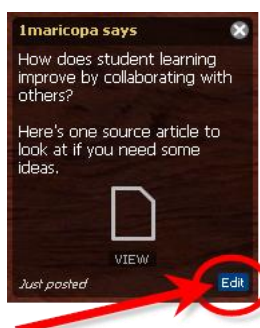 1maricopa says
How does student learning
improve by collaborating with
others?
Here's one source article to
look at if you need some
ideas.
VIEW
Just posted
Edit